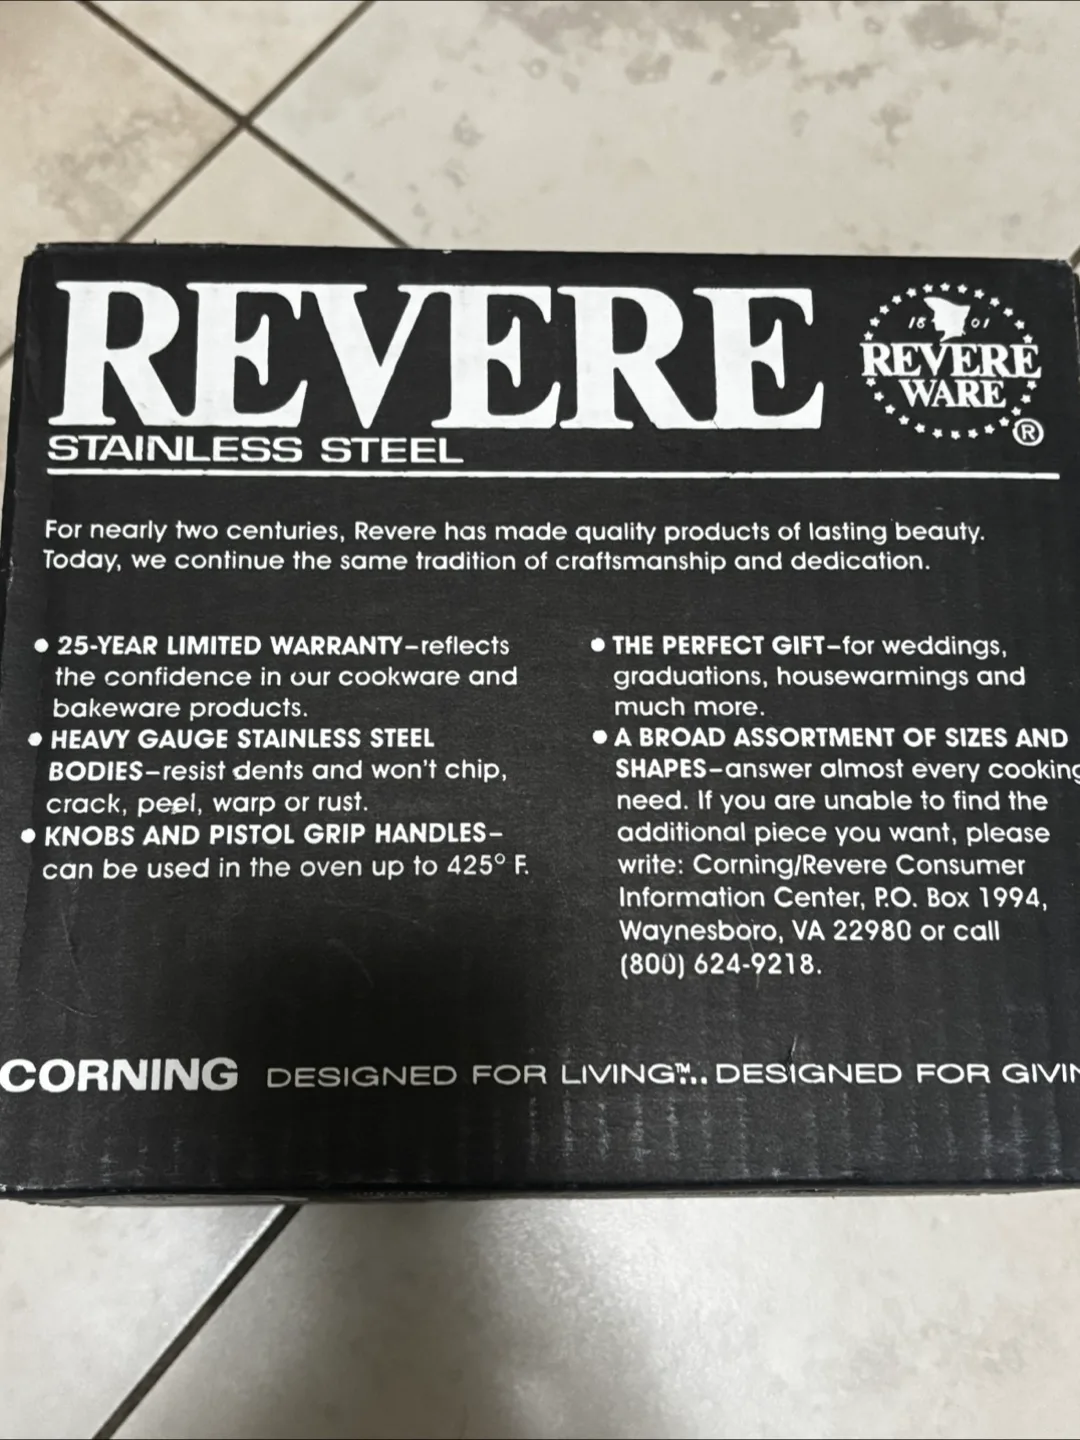 REVERE
STAINLESS STEEL
18 01
REVERE
WARE
®
For nearly two centuries, Revere has made quality products of lasting beauty.
Today, we continue the same tradition of craftsmanship and dedication.
• 25-YEAR LIMITED WARRANTY–reflects
the confidence in our cookware and
bakeware products.
• HEAVY GAUGE STAINLESS STEEL
BODIES–resist dents and won't chip,
crack, peel, warp or rust.
• KNOBS AND PISTOL GRIP HANDLES–
can be used in the oven up to 425° F.
• THE PERFECT GIFT–for weddings,
graduations, housewarmings and
much more.
• A BROAD ASSORTMENT OF SIZES AND
SHAPES–answer almost every cooking
need. If you are unable to find the
additional piece you want, please
write: Corning/Revere Consumer
Information Center, P.O. Box 1994,
Waynesboro, VA 22980 or call
(800) 624-9218.
CORNING DESIGNED FOR LIVING™... DESIGNED FOR GIVIN